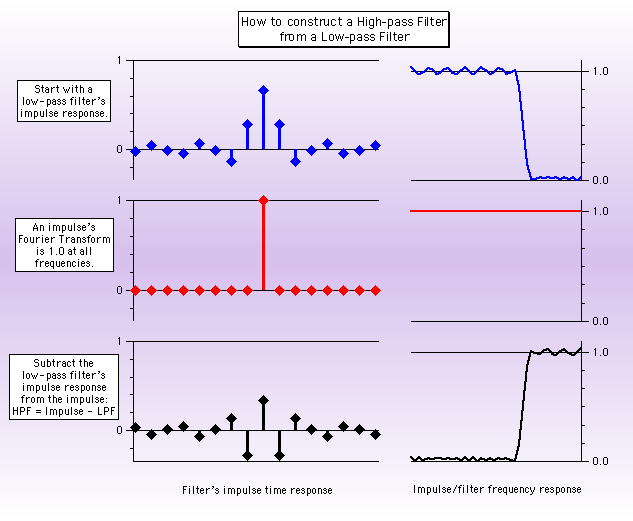 How to construct a High-pass Filter
from a Low-pass Filter
Start with a
low-pass filter's
impulse response.
1
0
1.0
0.0
An impulse's
Fourier Transform
is 1.0 at all
frequencies.
1
0
1.0
0.0
Subtract the
low-pass filter's
impulse response
from the impulse:
HPF = Impulse - LPF
1
0
1.0
0.0
Filter's impulse time response
Impulse/filter frequency response